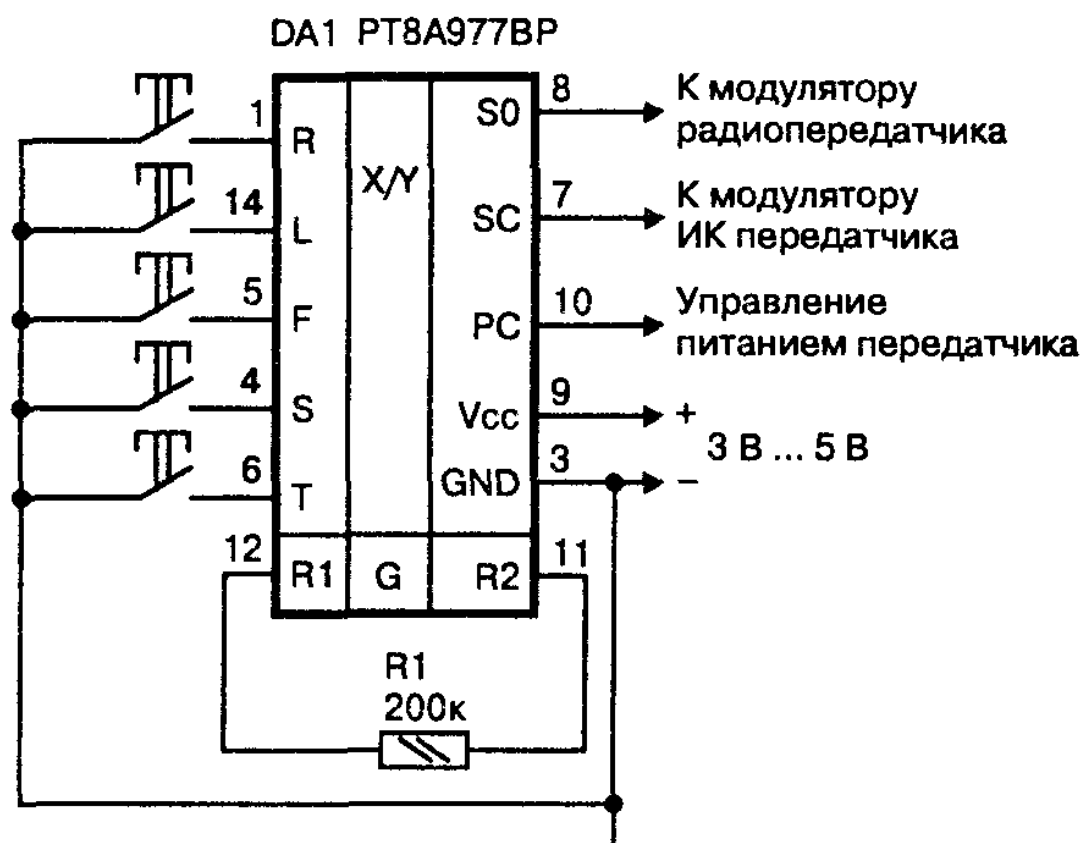 DA1 PT8A977BP
1
R
14
L
5
F
4
S
6
T
X/Y
S0
8
К модулятору
радиопередатчика
SC
7
К модулятору
ИК передатчика
PC
10
Управление
питанием передатчика
Vcc
9
+
3 В ... 5 В
GND
3
−
12
R1
G
R2
11
R1
200к